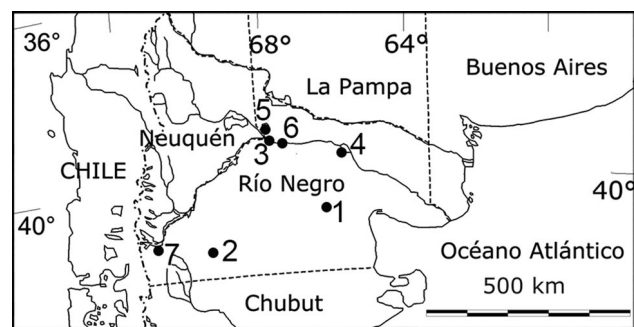 36°
68°
64°
La Pampa
Buenos Aires
5
6
Neuquén
3
4
CHILE
Río Negro
40°
1
40°
7
2
Océano Atlántico
500 km
Chubut